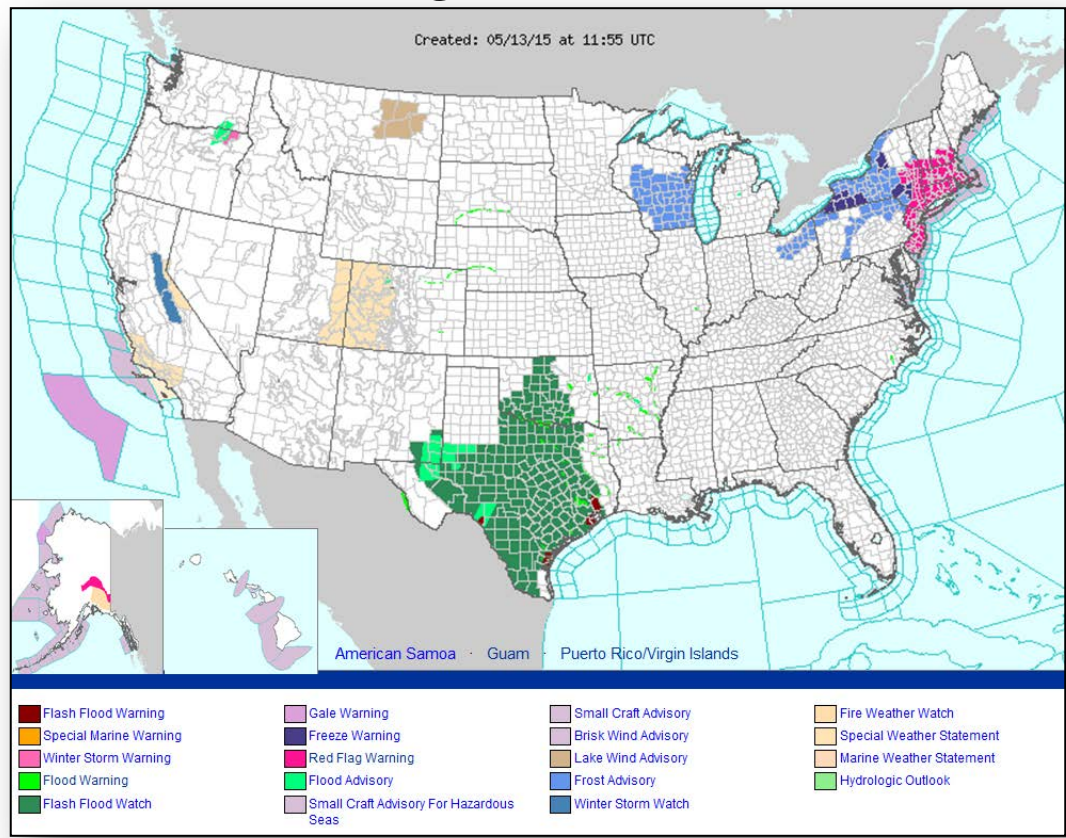 Created: 05/13/15 at 11:55 UTC
American Samoa · Guam · Puerto Rico/Virgin Islands
Flash Flood Warning
Gale Warning
Small Craft Advisory
Fire Weather Watch
Special Marine Warning
Freeze Warning
Brisk Wind Advisory
Special Weather Statement
Winter Storm Warning
Red Flag Warning
Lake Wind Advisory
Marine Weather Statement
Flood Warning
Flood Advisory
Frost Advisory
Hydrologic Outlook
Flash Flood Watch
Small Craft Advisory For Hazardous
Seas
Winter Storm Watch